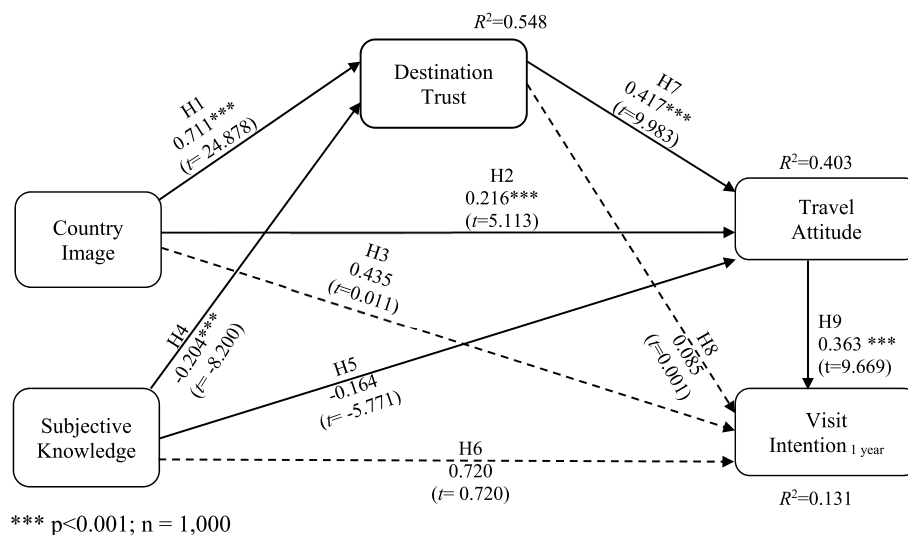 R²=0.548
Destination
Trust
H1
0.711***
(t= 24.878)
H7
0.417***
(t=9.983)
R²=0.403
H2
0.216***
(t=5.113)
Country
Image
Travel
Attitude
H3
0.435
(t=0.011)
H4
-0.204***
(t= -8.200)
H5
-0.164
(t= -5.771)
H8
0.085
(t=0.001)
H9
0.363 ***
(t=9.669)
Subjective
Knowledge
Visit
Intention 1 year
H6
0.720
(t= 0.720)
R²=0.131
*** p<0.001; n = 1,000